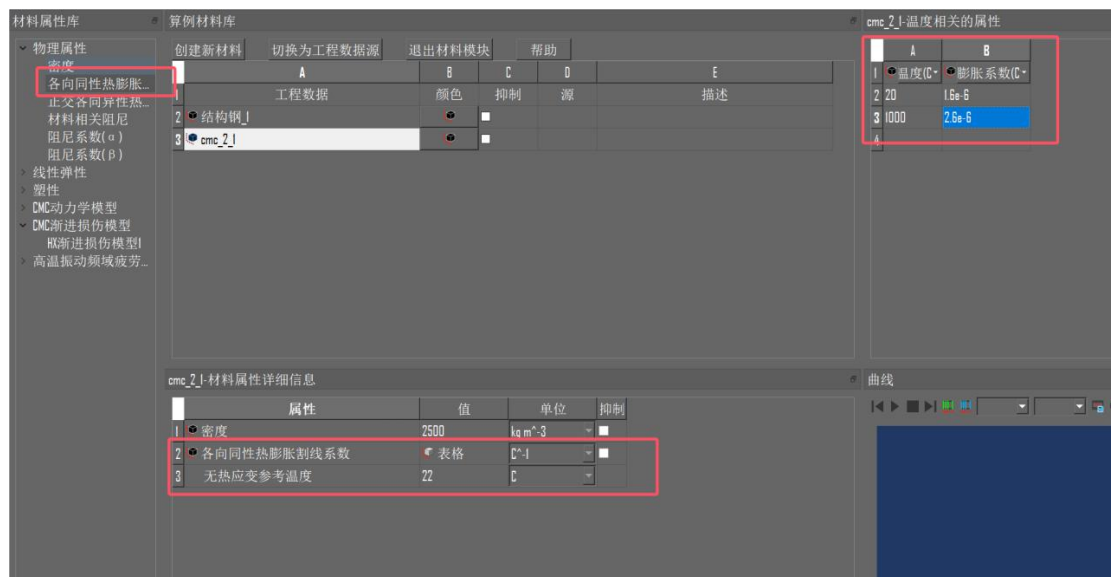 材料属性库
算例材料库
cmc_2_1-温度相关的属性
物理属性
密度
各向同性热膨胀...
正交各向异性热...
材料相关阻尼
阻尼系数(α)
阻尼系数(β)
线性弹性
塑性
CMC动力学模型
CMC渐进损伤模型
HX渐进损伤模型1
高温振动频域疲劳...
创建新材料 切换为工程数据源 退出材料模块 帮助
A B C D E
1 工程数据 颜色 抑制 源 描述
2 结构钢_1
3 cmc_2_1
A B
1 温度(C 膨胀系数(C
2 20 1.6e-6
3 1000 2.6e-6
4
cmc_2_1-材料属性详细信息
属性 值 单位 抑制
1 密度 2500 kg m^-3
2 各向同性热膨胀割线系数 表格 C^-1
3 无热应变参考温度 22 C
曲线